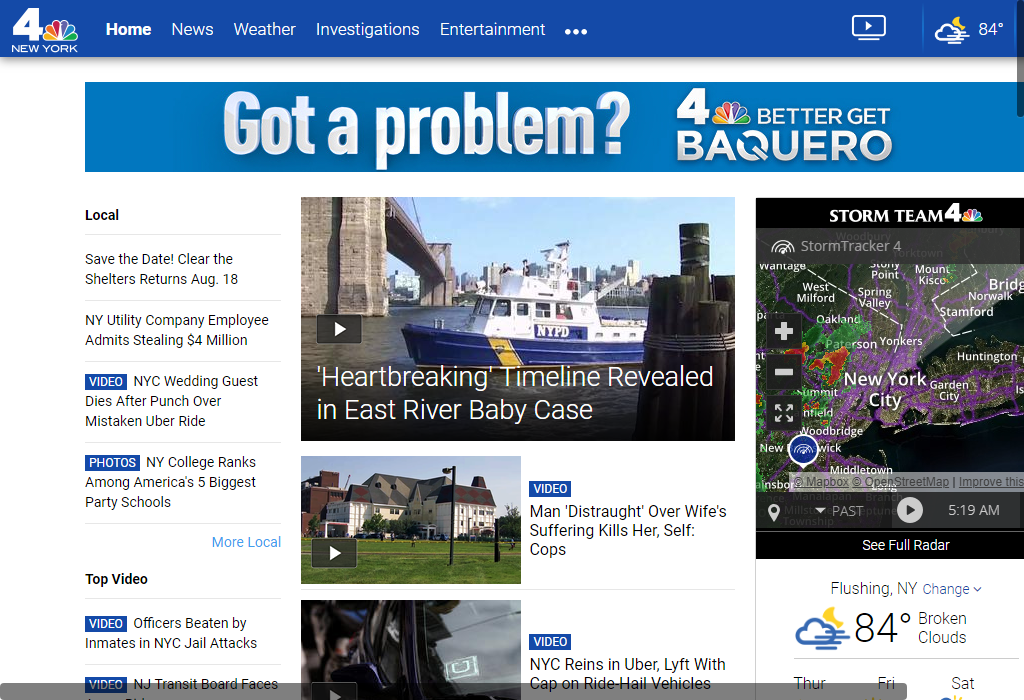 4
NEW YORK
Home
News
Weather
Investigations
Entertainment
84°
Got a problem?
4 BETTER GET
BAQUERO
Local
Save the Date! Clear the
Shelters Returns Aug. 18
NY Utility Company Employee
Admits Stealing $4 Million
VIDEO NYC Wedding Guest
Dies After Punch Over
Mistaken Uber Ride
PHOTOS NY College Ranks
Among America's 5 Biggest
Party Schools
More Local
Top Video
VIDEO Officers Beaten by
Inmates in NYC Jail Attacks
VIDEO NJ Transit Board Faces
NYPD
'Heartbreaking' Timeline Revealed
in East River Baby Case
VIDEO
Man 'Distraught' Over Wife's
Suffering Kills Her, Self:
Cops
VIDEO
NYC Reins in Uber, Lyft With
Cap on Ride-Hail Vehicles
STORM TEAM 4
StormTracker 4
Woodbury
Yorktown
Wantage
Stony
Point
Mount
Kisco
West
Milford
Spring
Valley
Bridg
Norwalk
Stamford
Oakland
Paterson
Yonkers
Huntington
New York
City
Garden
City
Summit
nfield
Woodbridge
New
wick
Middletown
ainsbor
© Mapbox © OpenStreetMap | Improve this
Manalapan
Township
Branch
PAST
5:19 AM
See Full Radar
Flushing, NY Change
84°
Broken
Clouds
Thur
Fri
Sat